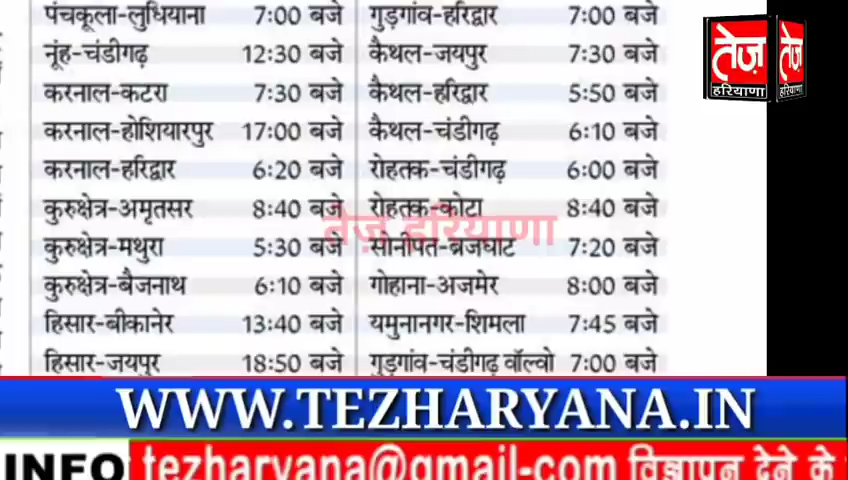 पंचकूला-लुधियाना 7:00 बजे गुड़गांव-हरिद्वार 7:00 बजे
नूंह-चंडीगढ़ 12:30 बजे कैथल-जयपुर 7:30 बजे
करनाल-कटरा 7:30 बजे कैथल-हरिद्वार 5:50 बजे
करनाल-होशियारपुर 17:00 बजे कैथल-चंडीगढ़ 6:10 बजे
करनाल-हरिद्वार 6:20 बजे रोहतक-चंडीगढ़ 6:00 बजे
कुरुक्षेत्र-अमृतसर 8:40 बजे रोहतक-कोटा 8:40 बजे
कुरुक्षेत्र-मथुरा 5:30 बजे सोनीपत-ब्रजघाट 7:20 बजे
कुरुक्षेत्र-बैजनाथ 6:10 बजे गोहाना-अजमेर 8:00 बजे
हिसार-बीकानेर 13:40 बजे यमुनानगर-शिमला 7:45 बजे
हिसार-जयपुर 18:50 बजे गुड़गांव-चंडीगढ़ वॉल्वो 7:00 बजे
तेज़ हरियाणा
तेज़ तेज़
हरियाणा हरियाणा
WWW.TEZHARYANA.IN
INFO tezharyana@gmail-com विज्ञापन देने के